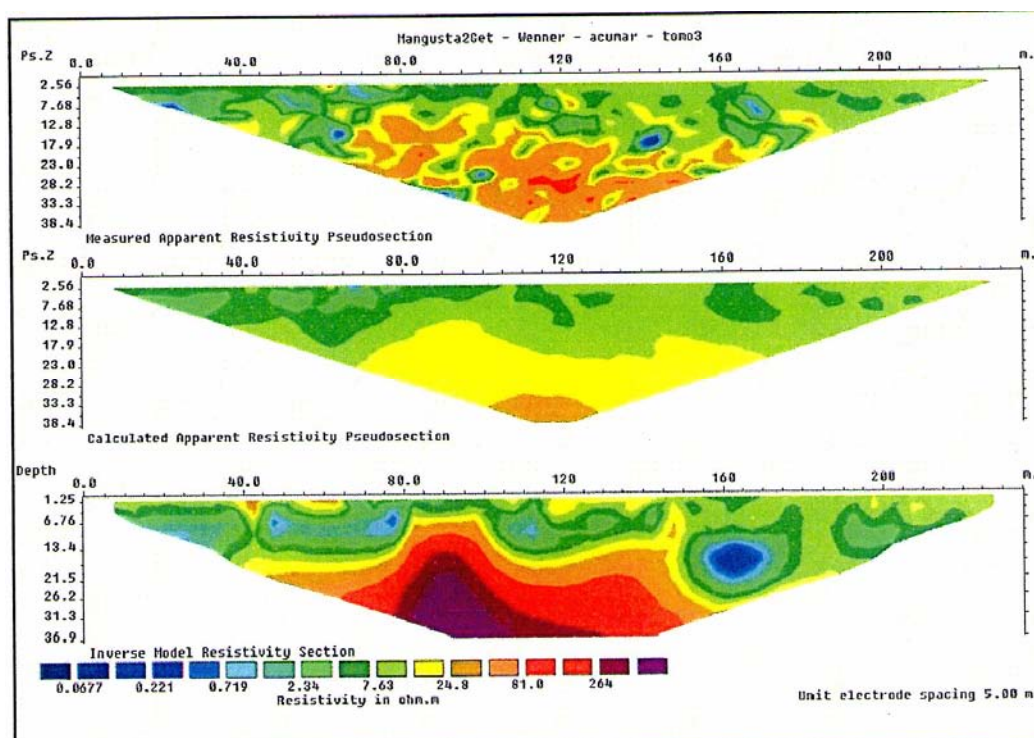 Mangusta2Get - Wenner - acumar - tomo3
Ps.Z 0.0 40.0 80.0 120 160 200 m.
2.56
7.68
12.8
17.9
23.0
28.2
33.3
38.4
Measured Apparent Resistivity Pseudosection
Ps.Z 0.0 40.0 80.0 120 160 200 m.
2.56
7.68
12.8
17.9
23.0
28.2
33.3
38.4
Calculated Apparent Resistivity Pseudosection
Depth 0.0 40.0 80.0 120 160 200 m.
1.25
6.76
13.4
21.5
26.2
31.3
36.9
Inverse Model Resistivity Section
0.0677 0.221 0.719 2.34 7.63 24.8 81.0 264
Resistivity in ohm.m
Unit electrode spacing 5.00 m